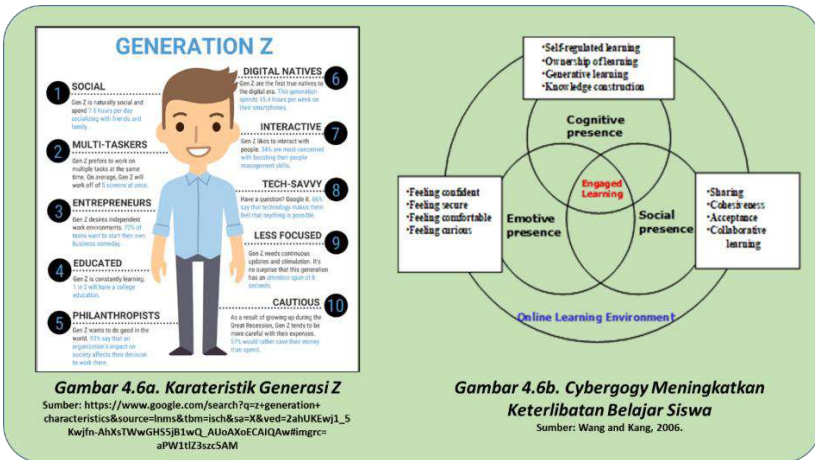 GENERATION Z
1
SOCIAL
Gen Z is naturally social and
spend 7.6 hours per day
socializing with friends and
family.
2
MULTI-TASKERS
Gen Z prefers to work on
multiple tasks at the same
time. On average, Gen Z will
work off of 5 screens at once.
3
ENTREPRENEURS
Gen Z desires independent
work environments. 72% of
teens want to start their own
business someday.
4
EDUCATED
Gen Z is constantly learning.
1 in 2 will have a college
education.
5
PHILANTHROPISTS
Gen Z wants to do good in the
world. 93% say that an
organization's impact on
society affects their decision
to work there.
DIGITAL NATIVES
6
Gen Z are the first true natives to
the digital era. This generation
spends 15.4 hours per week on
their smartphones.
INTERACTIVE
7
Gen Z likes to interact with
people. 34% are most concerned
with boosting their people
management skills.
TECH-SAVVY
8
Have a question? Google it. 66%
say that technology makes them
feel that anything is possible
LESS FOCUSED
9
Gen Z needs continuous
updates and stimulation. It's
no surprise that this generation
has an attention span of 8
seconds.
CAUTIOUS
10
As a result of growing up during the
Great Recession, Gen Z tends to be
more careful with their expenses.
57% would rather save their money
than spend.
Gambar 4.6a. Karateristik Generasi Z
Sumber: https://www.google.com/search?q=z+generation+
characteristics&source=lnms&tbm=isch&sa=X&ved=2ahUKEwj1_5
Kwjfn-AhXsTWwGHS5jB1wQ_AUoAXoECAIQAw#imgrc=
aPW1tlZ3szc5AM
•Self-regulated learning
•Ownership of learning
•Generative learning
•Knowledge construction
Cognitive
presence
•Feeling confident
•Feeling secure
•Feeling comfortable
•Feeling curious
Emotive
presence
Engaged
Learning
Social
presence
•Sharing
•Cohesiveness
•Acceptance
•Collaborative
learning
Online Learning Environment
Gambar 4.6b. Cybergogy Meningkatkan
Keterlibatan Belajar Siswa
Sumber: Wang and Kang, 2006.